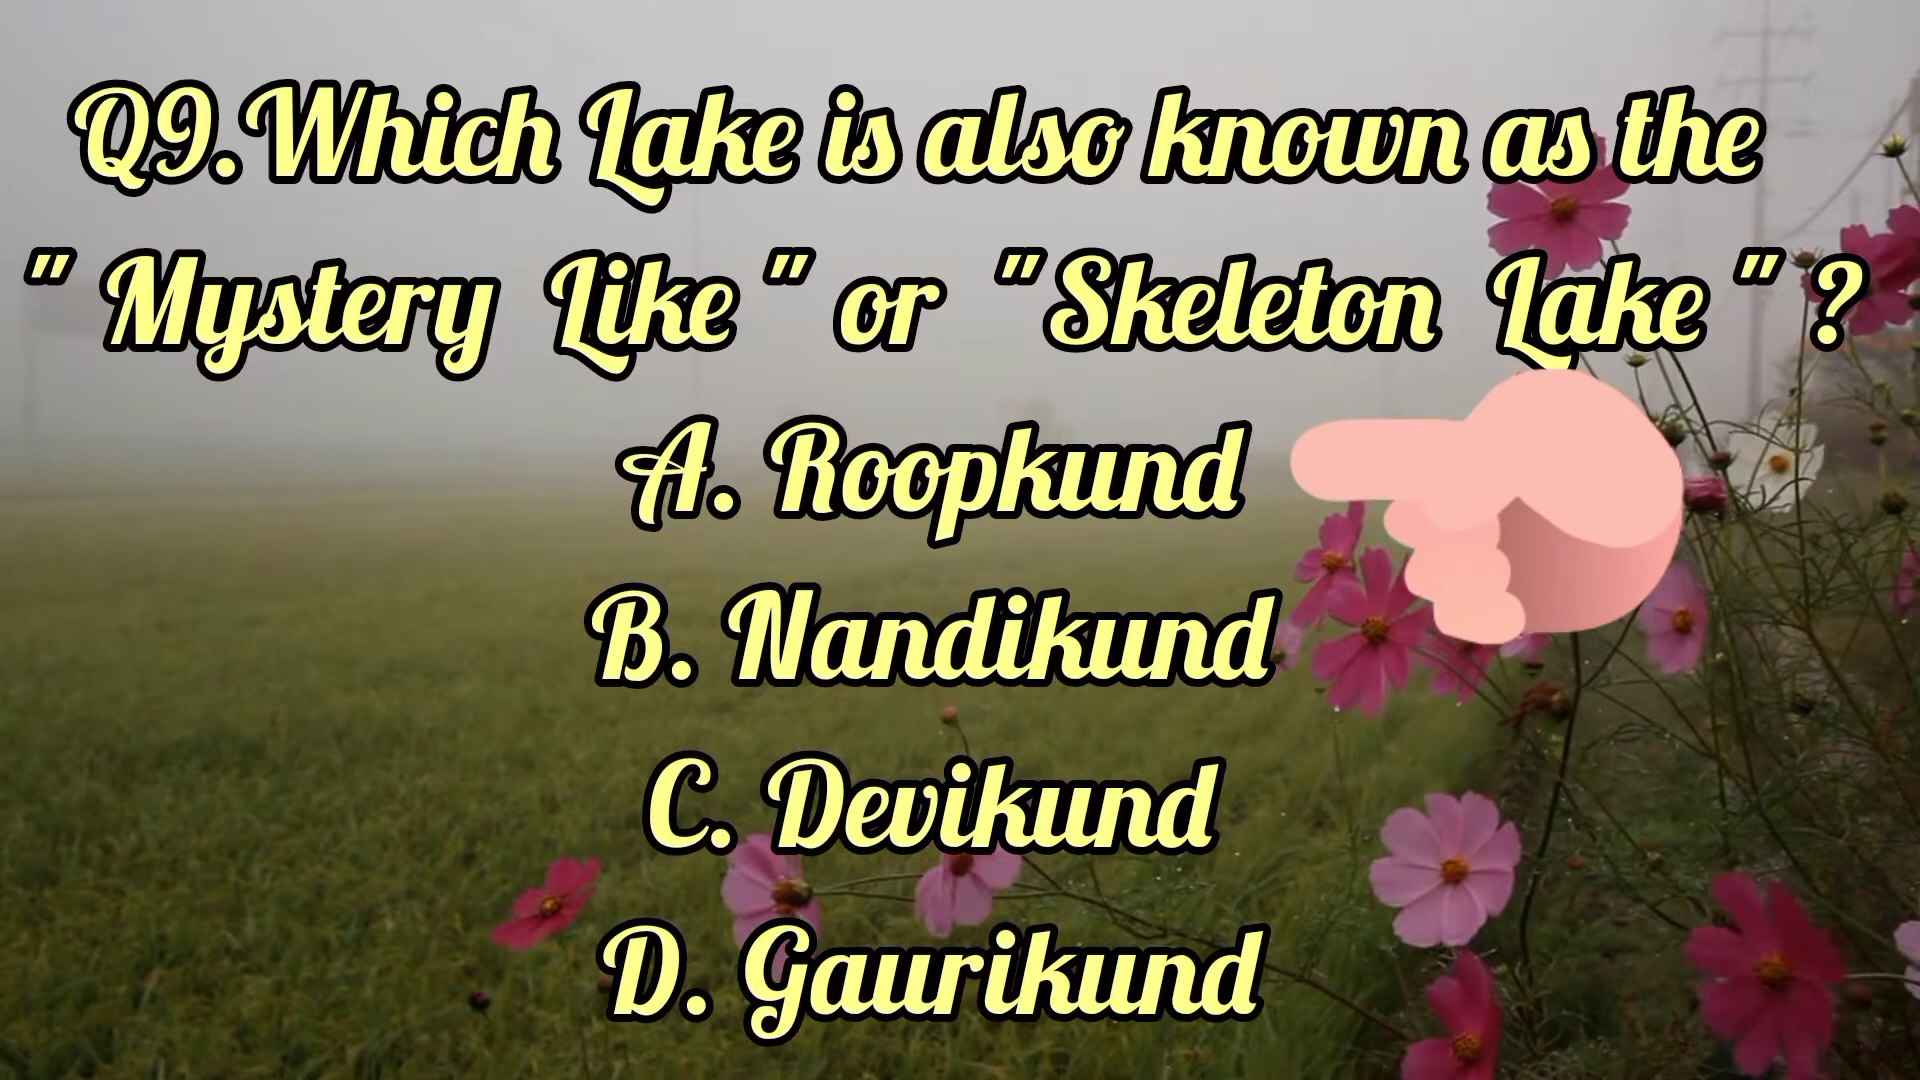 Q9.Which Lake is also known as the
" Mystery Like " or "Skeleton Lake " ?
A. Roopkund
B. Nandikund
C. Devikund
D. Gaurikund